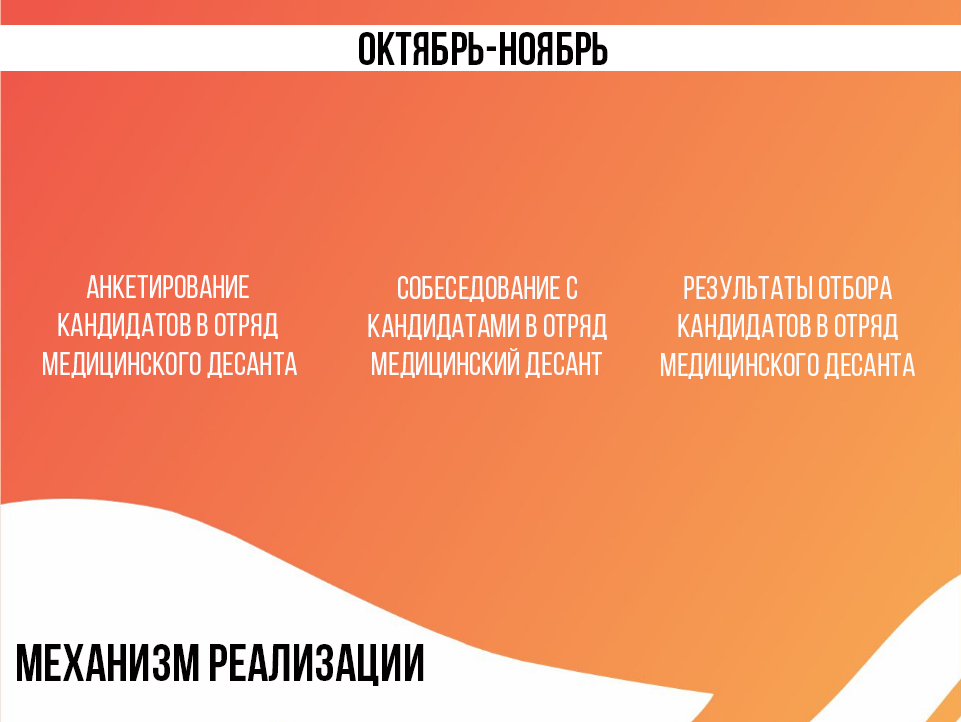 ОКТЯБРЬ-НОЯБРЬ
АНКЕТИРОВАНИЕ
КАНДИДАТОВ В ОТРЯД
МЕДИЦИНСКОГО ДЕСАНТА
СОБЕСЕДОВАНИЕ С
КАНДИДАТАМИ В ОТРЯД
МЕДИЦИНСКИЙ ДЕСАНТ
РЕЗУЛЬТАТЫ ОТБОРА
КАНДИДАТОВ В ОТРЯД
МЕДИЦИНСКОГО ДЕСАНТА
МЕХАНИЗМ РЕАЛИЗАЦИИ